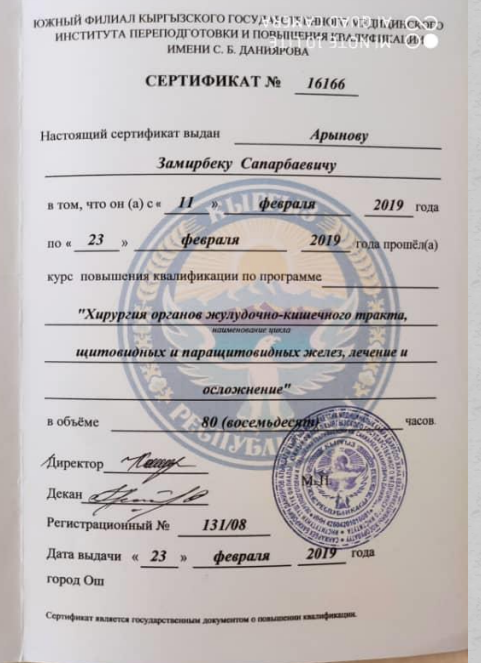 ЮЖНЫЙ ФИЛИАЛ КЫРГЫЗСКОГО ГОСУДАРСТВЕННОГО МЕДИЦИНСКОГО
ИНСТИТУТА ПЕРЕПОДГОТОВКИ И ПОВЫШЕНИЯ КВАЛИФИКАЦИИ
ИМЕНИ С. Б. ДАНИЯРОВА
СЕРТИФИКАТ № 16166
Настоящий сертификат выдан Арынову
Замирбеку Сапарбаевичу
в том, что он (а) с « 11 » февраля 2019 года
по « 23 » февраля 2019 года прошёл(а)
курс повышения квалификации по программе
"Хирургия органов жулудочно-кишечного тракта,
наименование цикла
щитовидных и паращитовидных желез, лечение и
осложнение"
в объёме 80 (восемьдесят) часов.
Директор
Декан
М.П.
Регистрационный № 131/08
Дата выдачи « 23 » февраля 2019 года
город Ош
Сертификат является государственным документом о повышении квалификации.